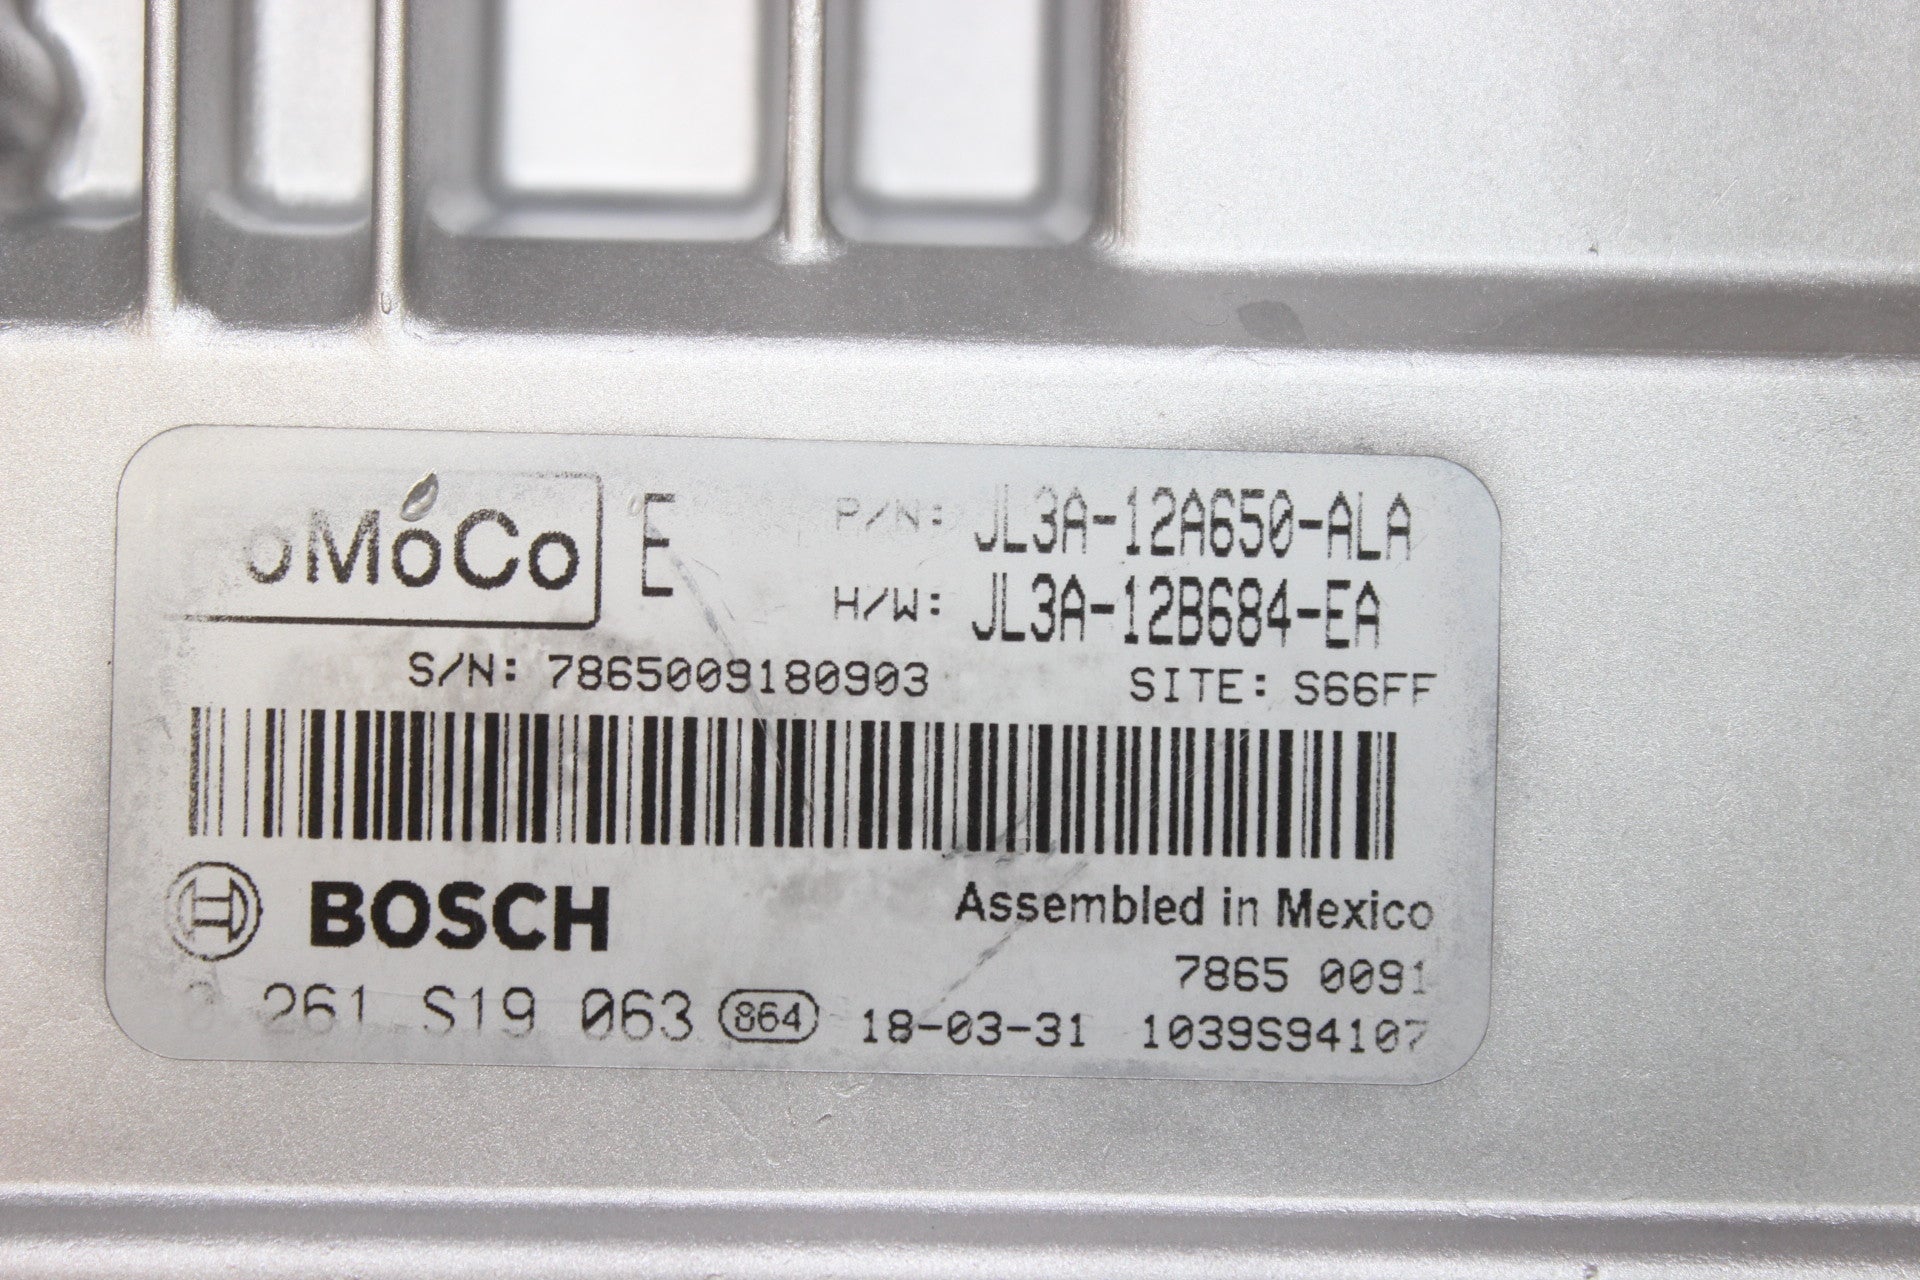 oMoCo E P/N: JL3A-12A650-ALA
H/W: JL3A-12B684-EA
S/N: 7865009180903 SITE: S66FF
BOSCH Assembled in Mexico
7865 0091
261 S19 063 864 18-03-31 1039S94107